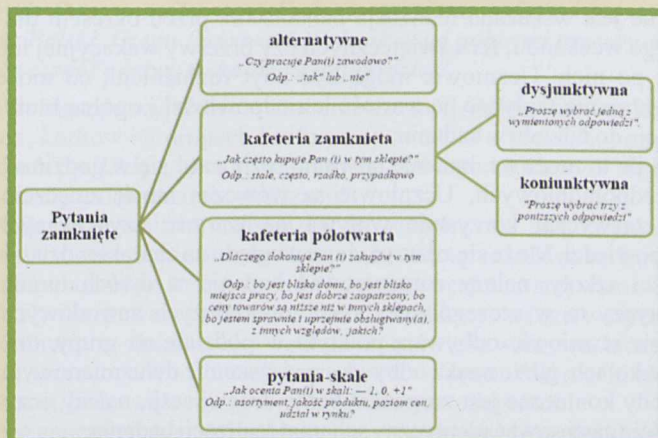 Pytania
zamknięte
alternatywne
„Czy pracuje Pan(i) zawodowo?”
Odp.: „tak” lub „nie”
kafeteria zamknięta
„Jak często kupuje Pan (i) w tym sklepie?”
Odp.: stale, często, rzadko, przypadkowo
dysjunktywna
„Proszę wybrać jedną z
wymienionych odpowiedzi”.
koniunktywna
"Proszę wybrać trzy z
poniższych odpowiedzi"
kafeteria półotwarta
„Dlaczego dokonuje Pan (i) zakupów w tym
sklepie?”
Odp.: bo jest blisko domu, bo jest blisko
miejsca pracy, bo jest dobrze zaopatrzony, bo
ceny towarów są niższe niż w innych sklepach,
bo jestem sprawnie i uprzejmie obsługiwany(a),
z innych względów, jakich?
pytania-skale
„Jak ocenia Pan(i) w skali: — 1, 0, +1”
Odp.: asortyment, jakość produktu, poziom cen,
udział w rynku?